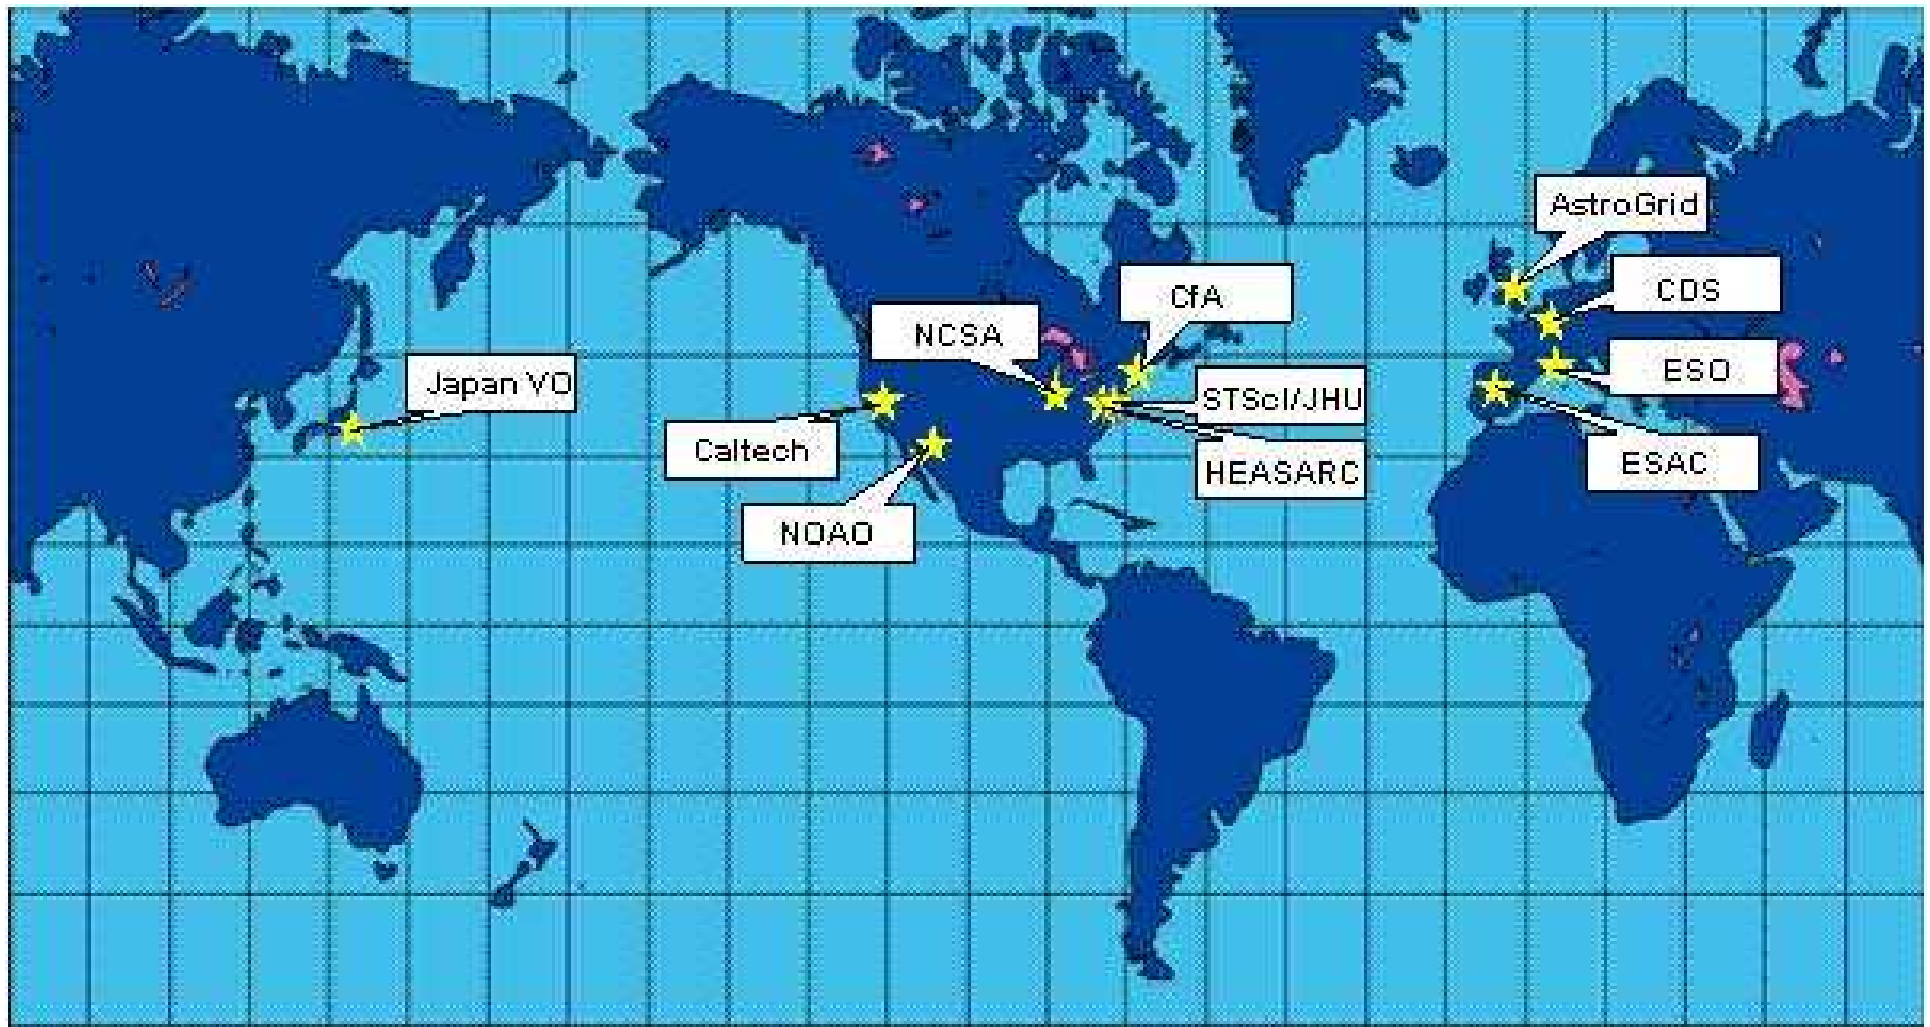 AstroGrid
CDS
CfA
NCSA
ESO
Japan VO
STScI/JHU
Caltech
ESAC
HEASARC
NOAO